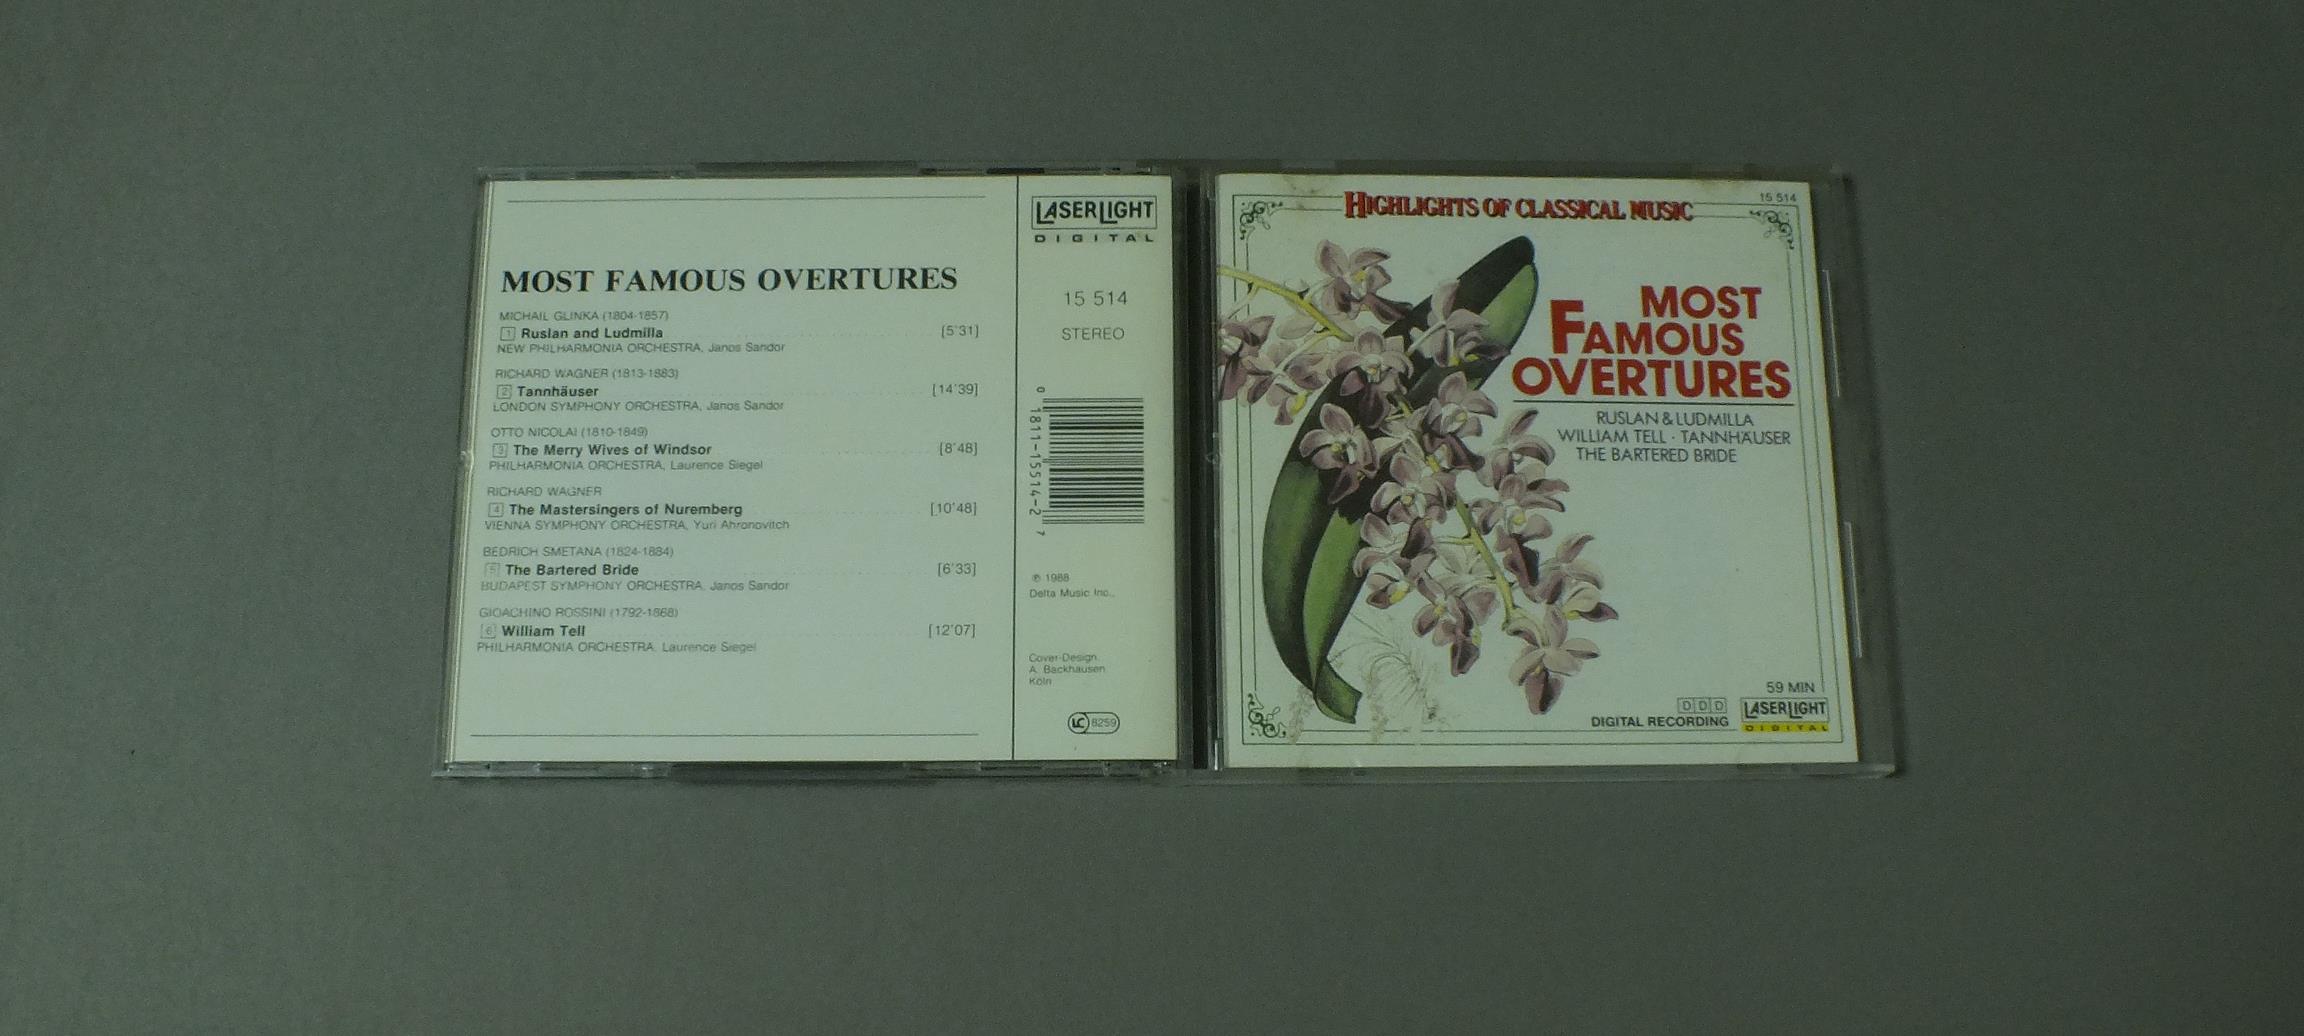 MOST FAMOUS OVERTURES
MICHAIL GLINKA (1804-1857)
1 Ruslan and Ludmilla [5'31]
NEW PHILHARMONIA ORCHESTRA, Janos Sandor
RICHARD WAGNER (1813-1883)
2 Tannhäuser [14'39]
LONDON SYMPHONY ORCHESTRA, Janos Sandor
OTTO NICOLAI (1810-1849)
3 The Merry Wives of Windsor [8'48]
PHILHARMONIA ORCHESTRA, Laurence Siegel
RICHARD WAGNER
4 The Mastersingers of Nuremberg [10'48]
VIENNA SYMPHONY ORCHESTRA, Yuri Ahronovitch
BEDRICH SMETANA (1824-1884)
5 The Bartered Bride [6'33]
BUDAPEST SYMPHONY ORCHESTRA, Janos Sandor
GIOACHINO ROSSINI (1792-1868)
6 William Tell [12'07]
PHILHARMONIA ORCHESTRA, Laurence Siegel
LASERLIGHT
DIGITAL
15 514
STEREO
0 1811-15514-2 7
℗ 1988
Delta Music Inc.,
Cover-Design,
A. Backhausen
Köln
LC 8259
HIGHLIGHTS OF CLASSICAL MUSIC
15 514
MOST
FAMOUS
OVERTURES
RUSLAN & LUDMILLA
WILLIAM TELL · TANNHÄUSER
THE BARTERED BRIDE
59 MIN
DDD
DIGITAL RECORDING
LASERLIGHT
DIGITAL